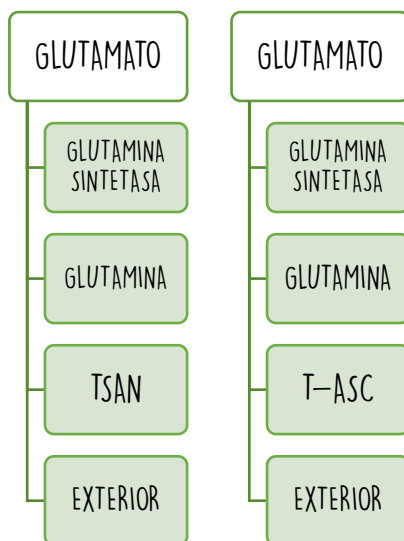 GLUTAMATO
GLUTAMINA
SINTETASA
GLUTAMINA
TSAN
EXTERIOR
GLUTAMATO
GLUTAMINA
SINTETASA
GLUTAMINA
T-ASC
EXTERIOR